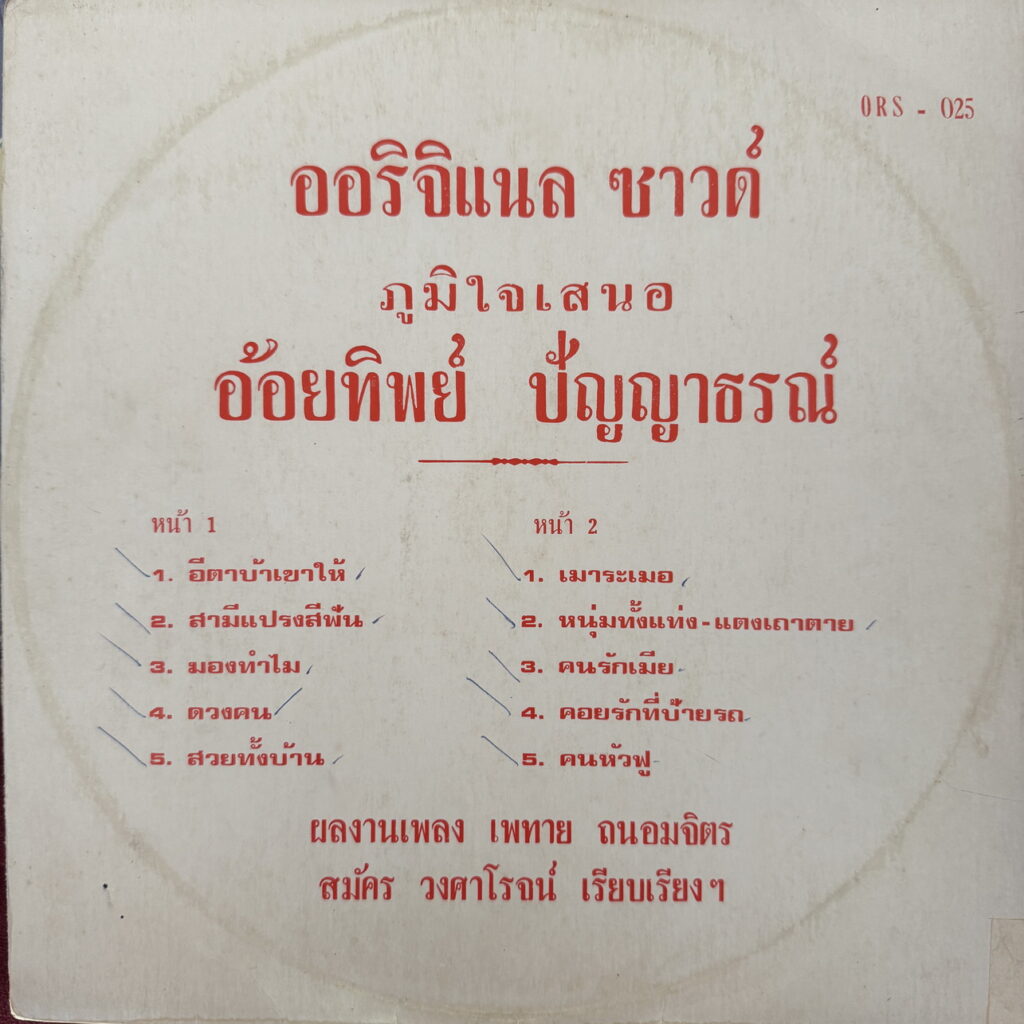 ORS - 025
ออริจิแนล ซาวด์
ภูมิใจเสนอ
อ้อยทิพย์ ปัญญาธรณ์
หน้า 1
1. อีตาบ้าเขาให้
2. สามีแปรงสีฟัน
3. มองทำไม
4. ดวงคน
5. สวยทั้งบ้าน
หน้า 2
1. เมาระเมอ
2. หนุ่มทั้งแท่ง-แตงเถาตาย
3. คนรักเมีย
4. คอยรักที่ป้ายรถ
5. คนหัวฟู
ผลงานเพลง เพทาย ถนอมจิตร
สมัคร วงศาโรจน์ เรียบเรียงฯ